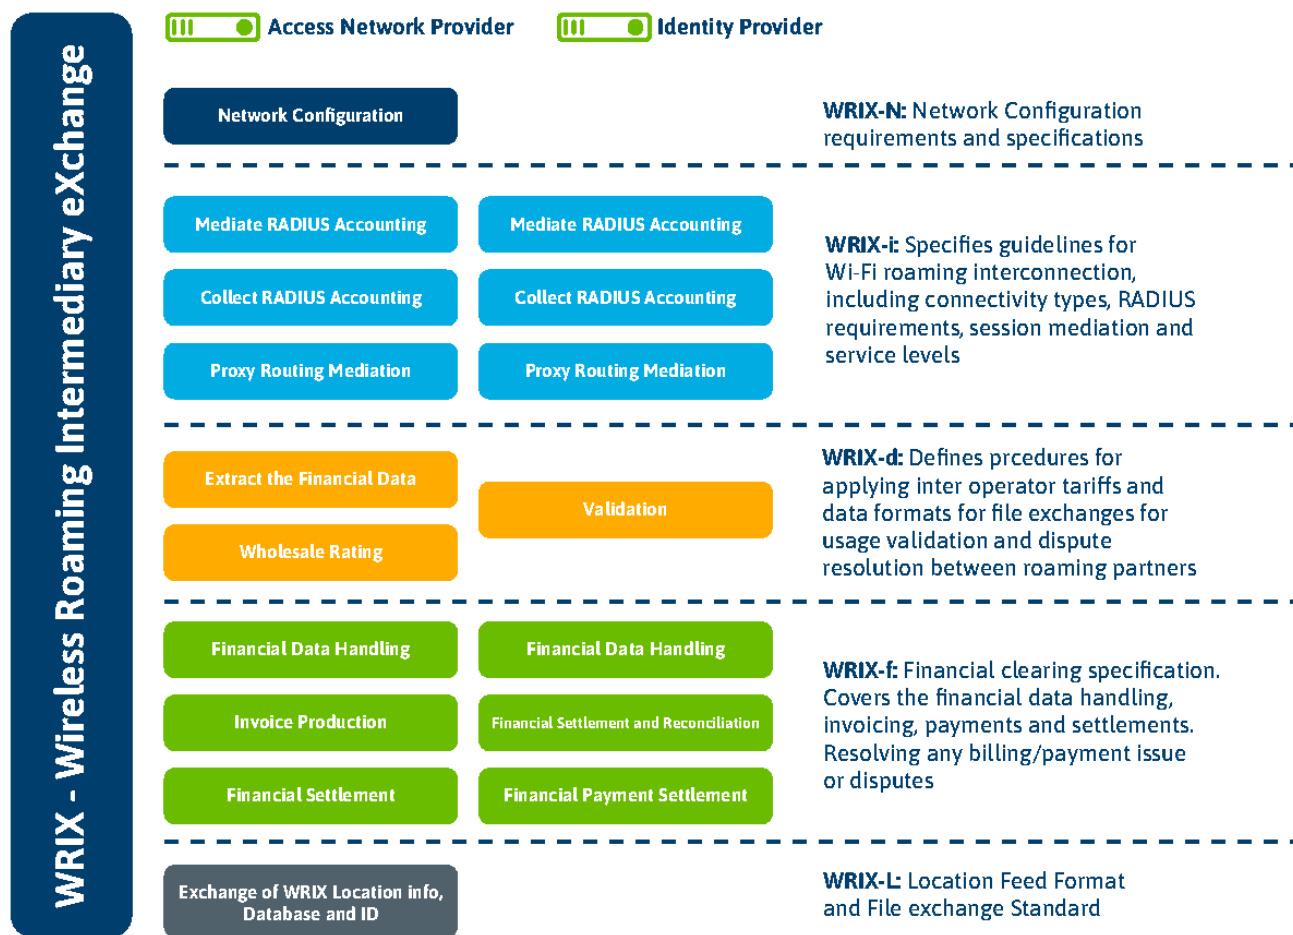 WRIX - Wireless Roaming Intermediary eXchange
Access Network Provider
Identity Provider
Network Configuration
WRIX-N: Network Configuration
requirements and specifications
Mediate RADIUS Accounting
Mediate RADIUS Accounting
Collect RADIUS Accounting
Collect RADIUS Accounting
Proxy Routing Mediation
Proxy Routing Mediation
WRIX-i: Specifies guidelines for
Wi-Fi roaming interconnection,
including connectivity types, RADIUS
requirements, session mediation and
service levels
Extract the Financial Data
Validation
Wholesale Rating
WRIX-d: Defines prcedures for
applying inter operator tariffs and
data formats for file exchanges for
usage validation and dispute
resolution between roaming partners
Financial Data Handling
Financial Data Handling
Invoice Production
Financial Settlement and Reconciliation
Financial Settlement
Financial Payment Settlement
WRIX-f: Financial clearing specification.
Covers the financial data handling,
invoicing, payments and settlements.
Resolving any billing/payment issue
or disputes
Exchange of WRIX Location info,
Database and ID
WRIX-L: Location Feed Format
and File exchange Standard